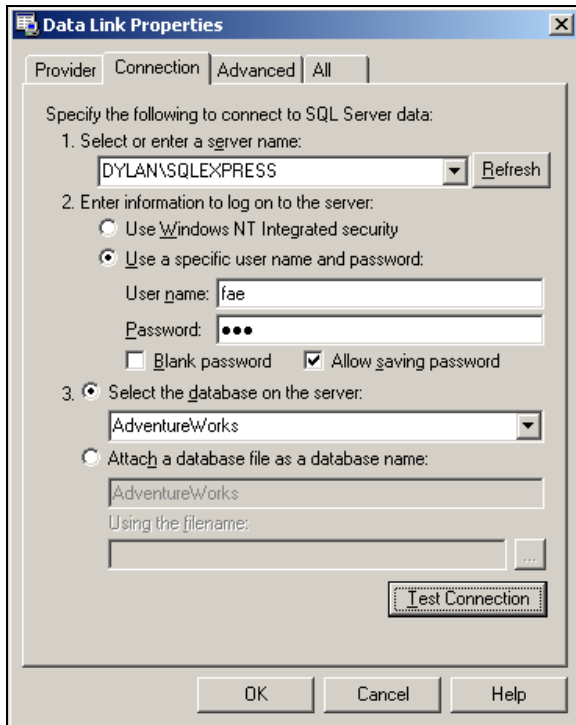 Data Link Properties
Provider Connection Advanced All
Specify the following to connect to SQL Server data:
1. Select or enter a server name:
DYLAN\SQLEXPRESS Refresh
2. Enter information to log on to the server:
Use Windows NT Integrated security
Use a specific user name and password:
User name: fae
Password: ●●●
Blank password Allow saving password
3. Select the database on the server:
AdventureWorks
Attach a database file as a database name:
AdventureWorks
Using the filename:
...
Test Connection
OK Cancel Help